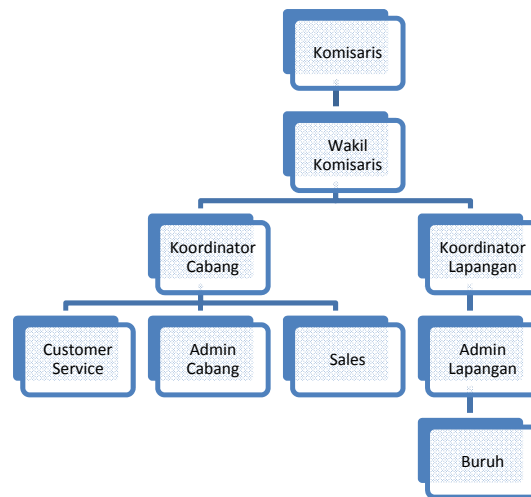 Komisaris
Wakil
Komisaris
Koordinator
Cabang
Koordinator
Lapangan
Customer
Service
Admin
Cabang
Sales
Admin
Lapangan
Buruh